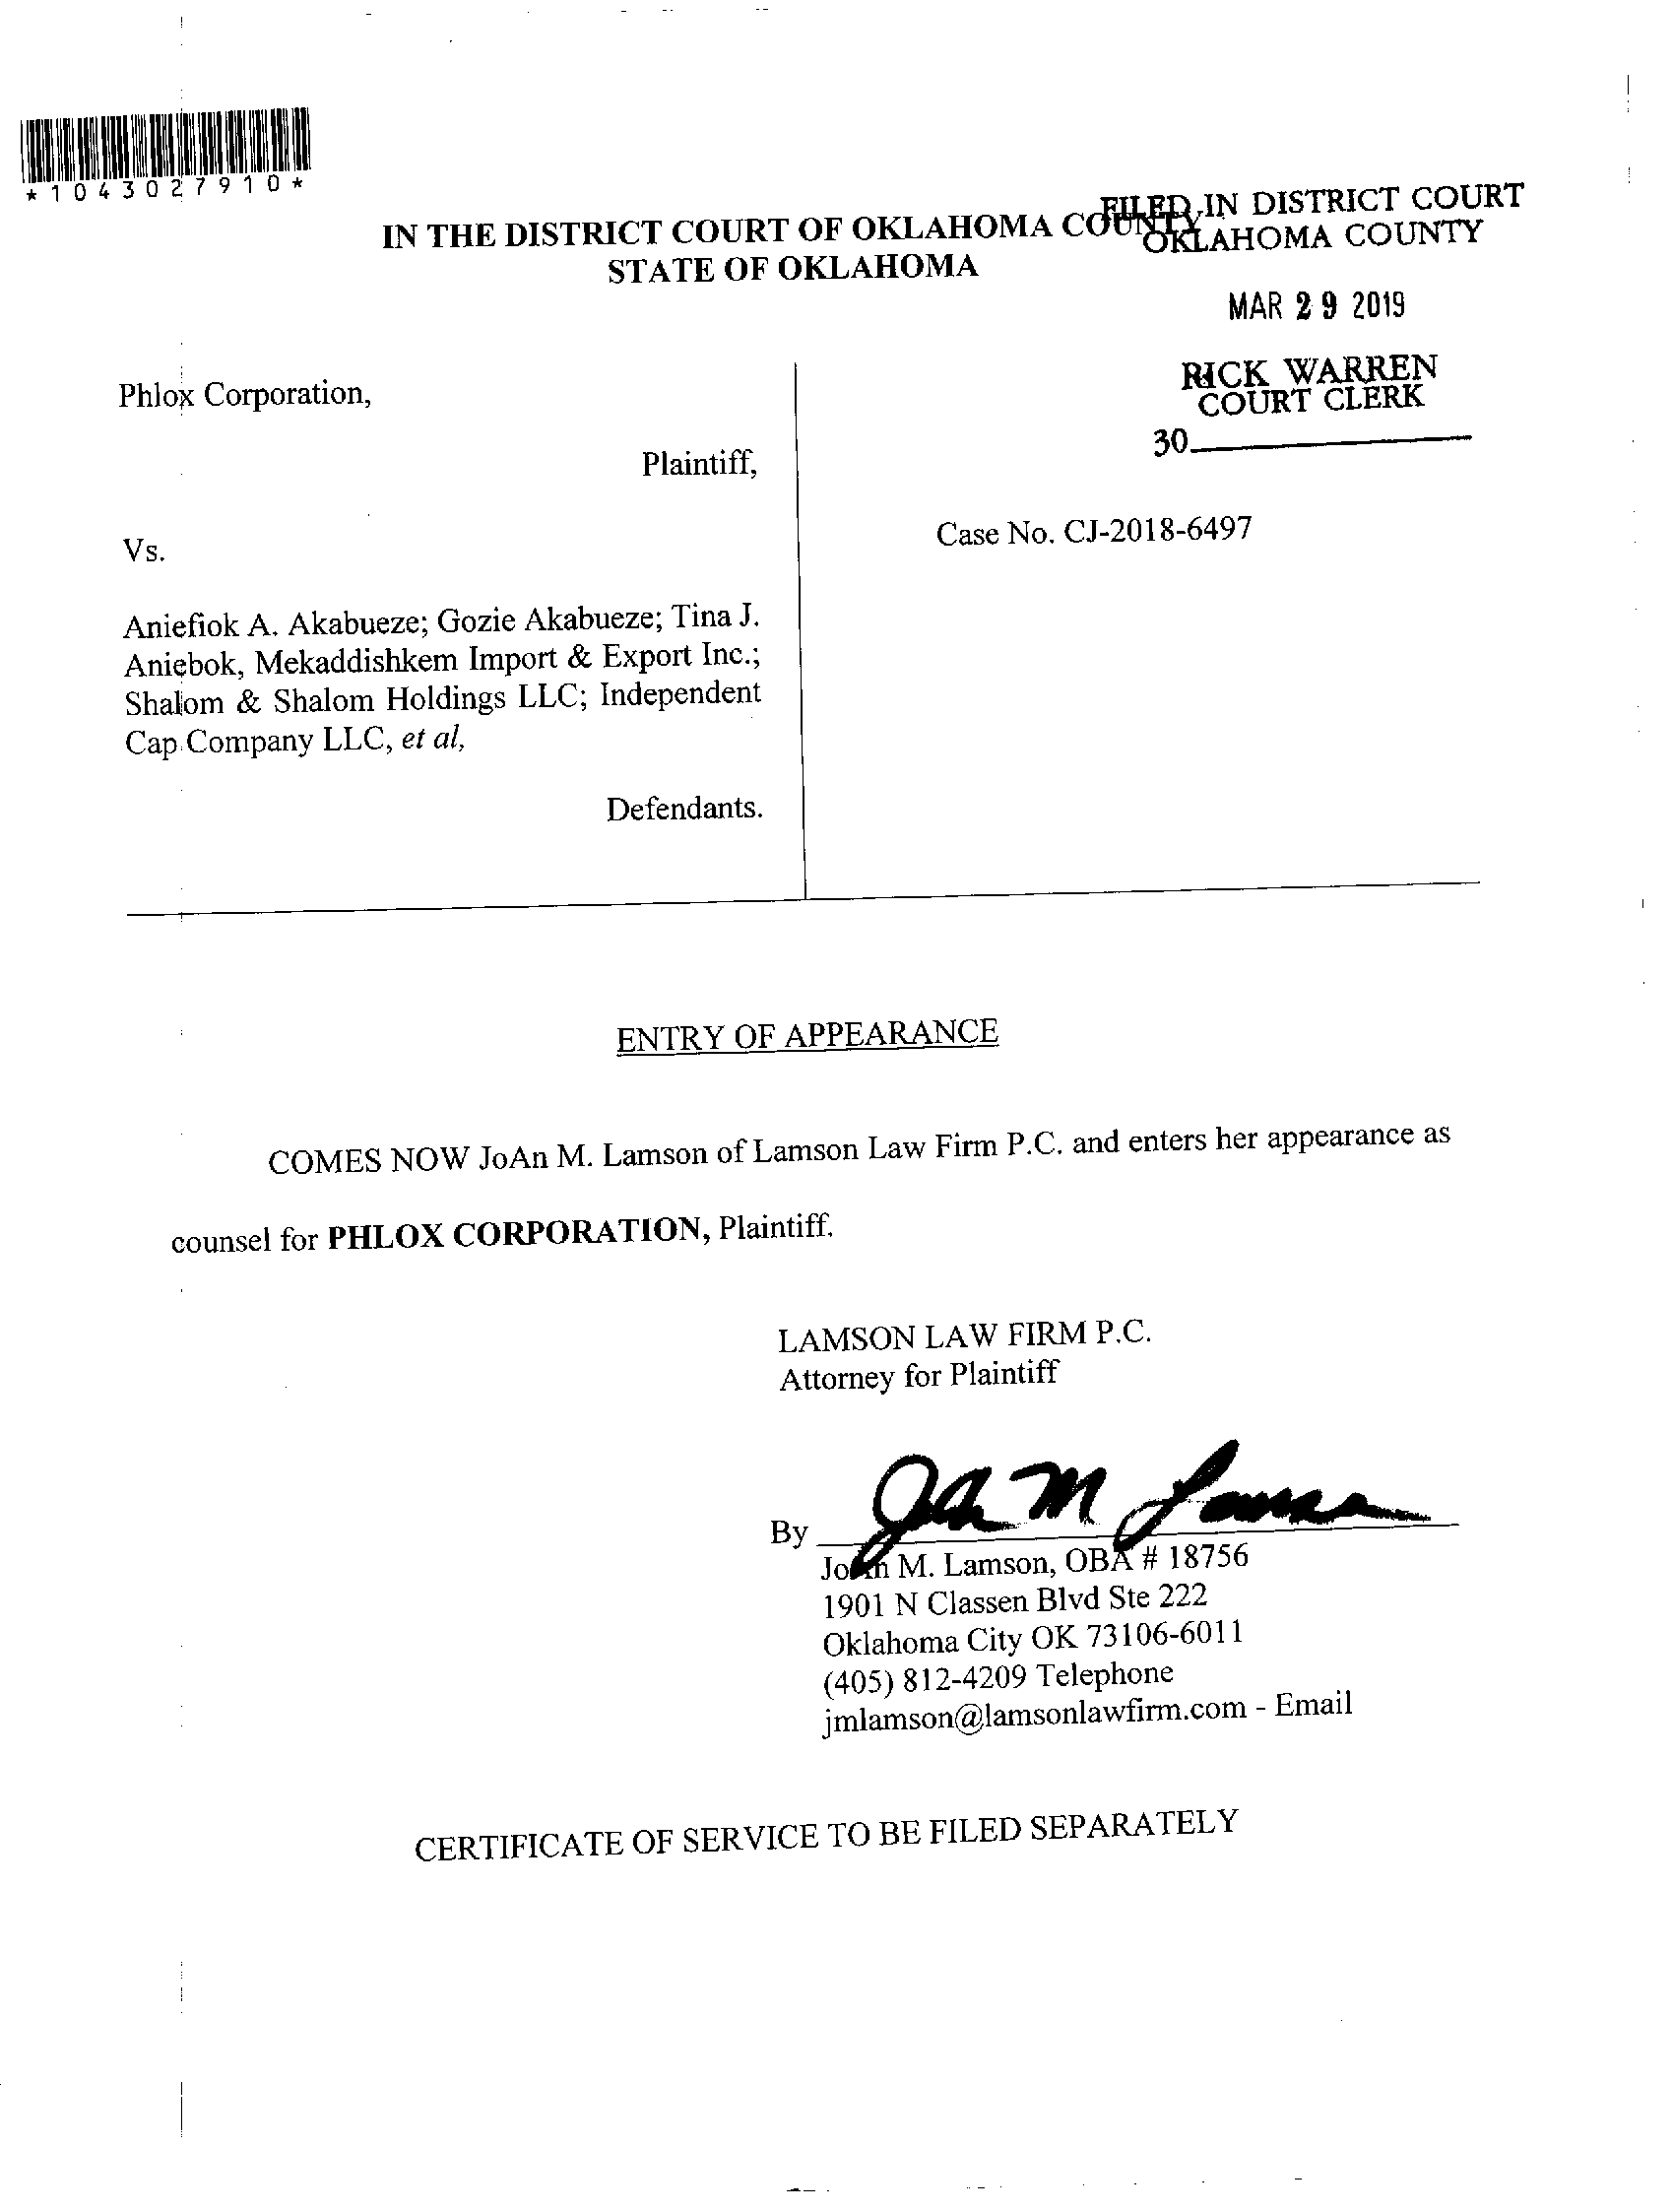 *1043027910*
IN THE DISTRICT COURT OF OKLAHOMA COUNTY
STATE OF OKLAHOMA
FILED IN DISTRICT COURT
OKLAHOMA COUNTY
MAR 29 2019
RICK WARREN
COURT CLERK
30
Phlox Corporation,
Plaintiff,
Vs.
Case No. CJ-2018-6497
Aniefiok A. Akabueze; Gozie Akabueze; Tina J.
Aniebok, Mekaddishkem Import & Export Inc.;
Shalom & Shalom Holdings LLC; Independent
Cap Company LLC, et al,
Defendants.
ENTRY OF APPEARANCE
COMES NOW JoAn M. Lamson of Lamson Law Firm P.C. and enters her appearance as
counsel for PHLOX CORPORATION, Plaintiff.
LAMSON LAW FIRM P.C.
Attorney for Plaintiff
By JoAn M Lamson
JoAn M. Lamson, OBA # 18756
1901 N Classen Blvd Ste 222
Oklahoma City OK 73106-6011
(405) 812-4209 Telephone
jmlamson@lamsonlawfirm.com - Email
CERTIFICATE OF SERVICE TO BE FILED SEPARATELY